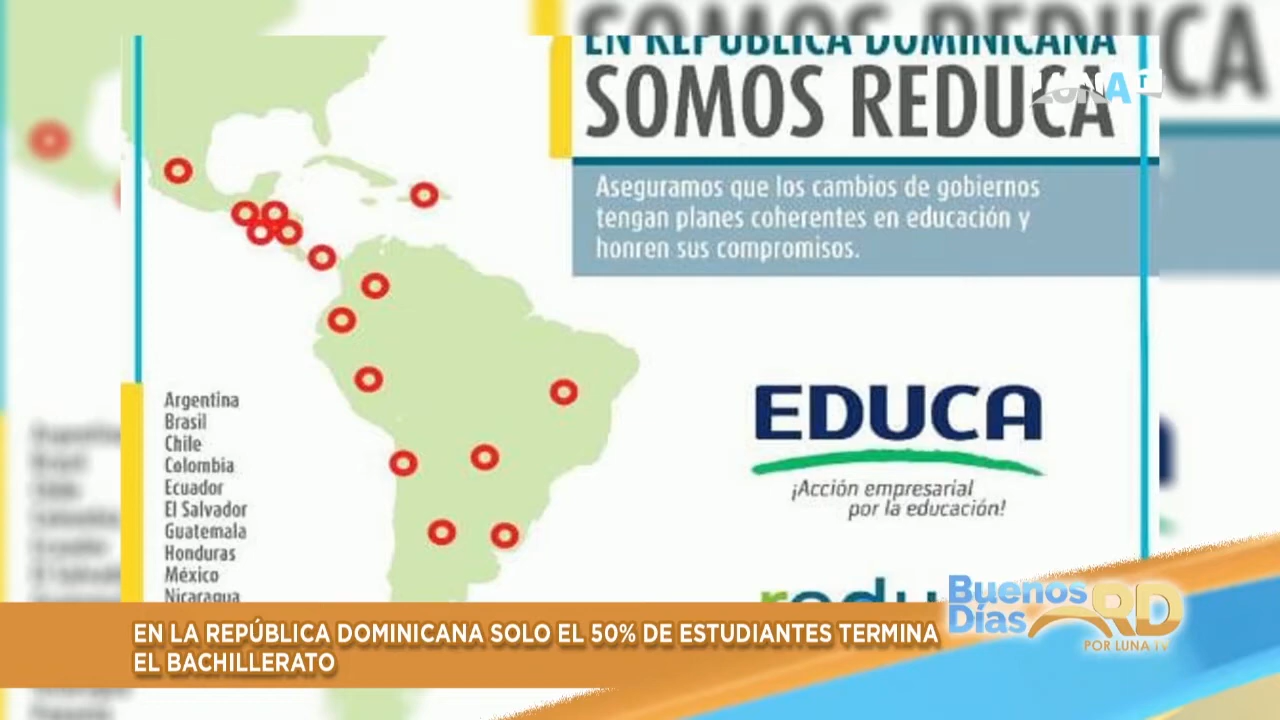 EN REPÚBLICA DOMINICANA
SOMOS REDUCA
LUNA TV
Aseguramos que los cambios de gobiernos
tengan planes coherentes en educación y
honren sus compromisos.
EDUCA
¡Acción empresarial
por la educación!
Argentina
Brasil
Chile
Colombia
Ecuador
El Salvador
Guatemala
Honduras
México
Nicaragua
Buenos
Días RD
POR LUNA TV
EN LA REPÚBLICA DOMINICANA SOLO EL 50% DE ESTUDIANTES TERMINA
EL BACHILLERATO